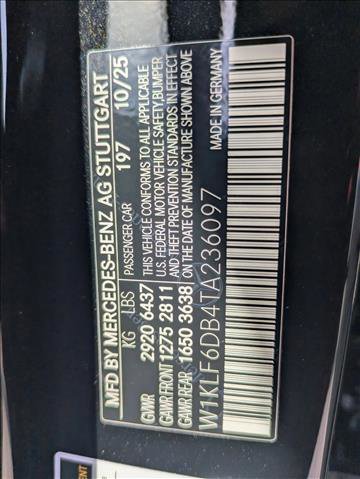 MFD BY MERCEDES-BENZ AG STUTTGART
PASSENGER CAR 197 10/25
KG LBS
GVWR 2920 6437
GAWR FRONT 1275 2811
GAWR REAR 1650 3638
THIS VEHICLE CONFORMS TO ALL APPLICABLE
U.S. FEDERAL MOTOR VEHICLE SAFETY,BUMPER
AND THEFT PREVENTION STANDARDS IN EFFECT
ON THE DATE OF MANUFACTURE SHOWN ABOVE.
MADE IN GERMANY
W1KLF6DB4TA236097